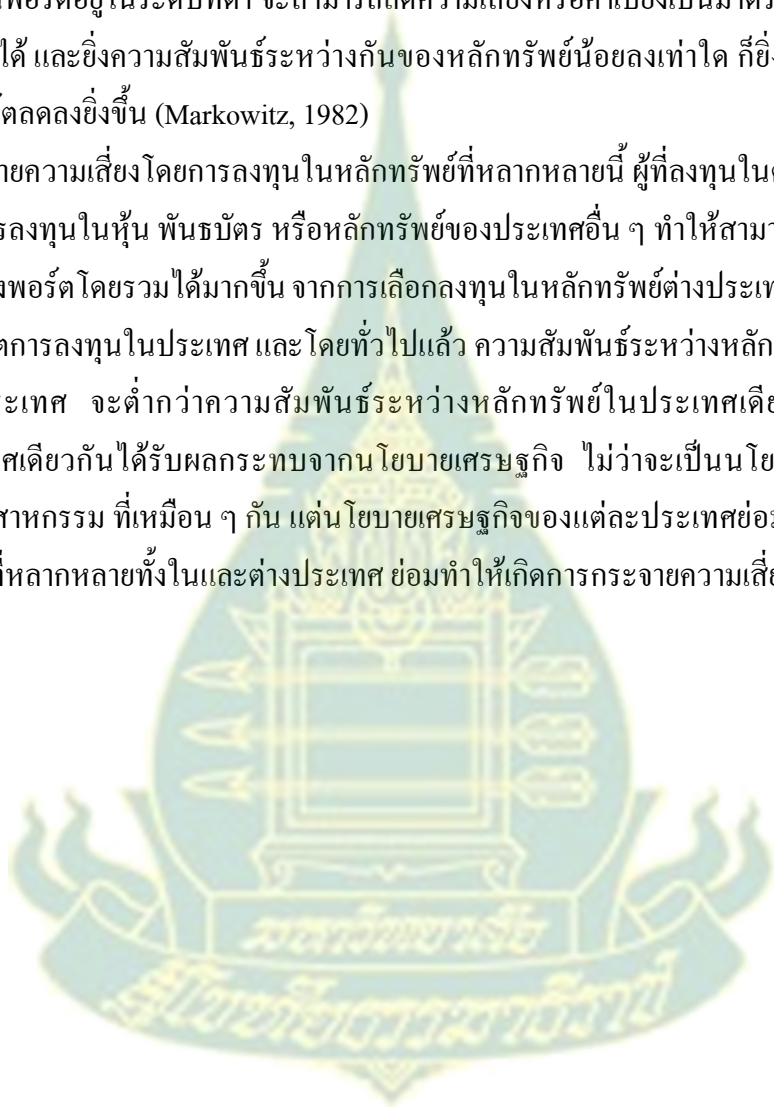 จะสามารถลดความเสี่ยงหรือค่าเบี่ยงเบน
ได้ และยิ่งความสัมพันธ์ระหว่างกันของหลักทรัพย์น้อยลงเท่าใด ก็ยิ่ง
ตลดลงยิ่งขึ้น (Markowitz, 1982)
ายความเสี่ยงโดยการลงทุนในหลักทรัพย์ที่หลากหลายนี้ ผู้ที่ลงทุนใน
รลงทุนในหุ้น พันธบัตร หรือหลักทรัพย์ของประเทศอื่น ๆ ทำให้สามา
งพอร์ตโดยรวมได้มากขึ้น จากการเลือกลงทุนในหลักทรัพย์ต่างประเท
ตการลงทุนในประเทศ และโดยทั่วไปแล้ว ความสัมพันธ์ระหว่างหลัก
ระเทศ จะต่ำกว่าความสัมพันธ์ระหว่างหลักทรัพย์ในประเทศเดีย
ศเดียวกันได้รับผลกระทบจากนโยบายเศรษฐกิจ ไม่ว่าจะเป็นนโย
สาหกรรม ที่เหมือน ๆ กัน แต่นโยบายเศรษฐกิจของแต่ละประเทศย่อม
ที่หลากหลายทั้งในและต่างประเทศ ย่อมทำให้เกิดการกระจายความเสี่ย
มหาวิทยาลัย
สุโขทัยธรรมาธิราช